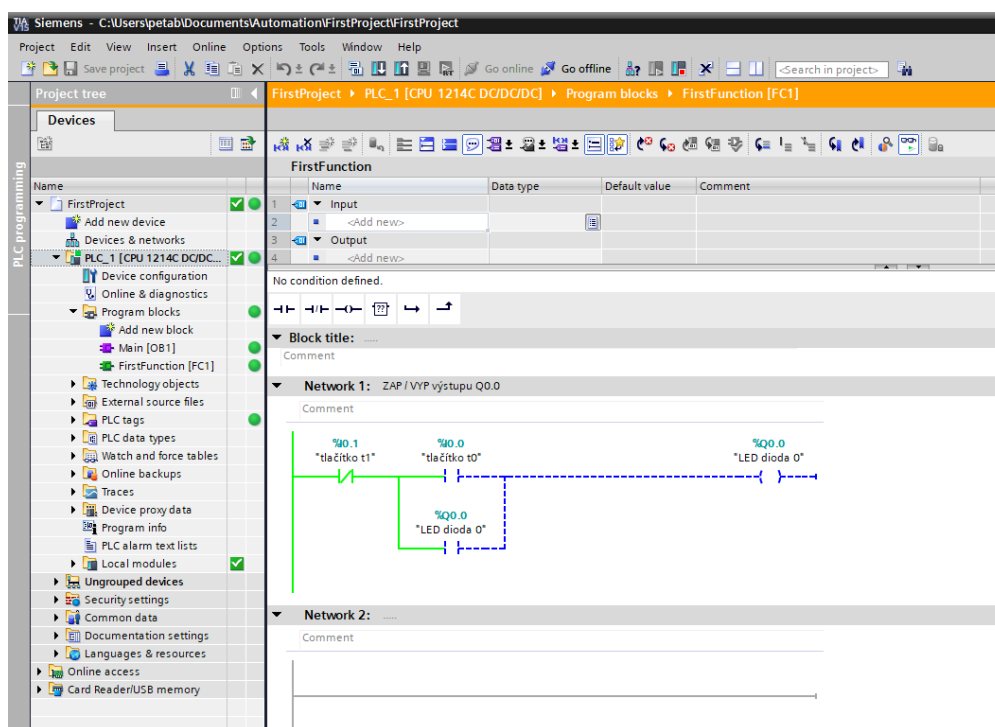 TIA V15 Siemens - C:\Users\petab\Documents\Automation\FirstProject\FirstProject
Project Edit View Insert Online Options Tools Window Help
Save project Go online Go offline <Search in project>
Project tree
FirstProject PLC_1 [CPU 1214C DC/DC/DC] Program blocks FirstFunction [FC1]
Devices
PLC programming
FirstFunction
Name
Name Data type Default value Comment
FirstProject
1 Input
Add new device
2 <Add new>
Devices & networks
3 Output
PLC_1 [CPU 1214C DC/DC...
4 <Add new>
Device configuration
No condition defined.
Online & diagnostics
Program blocks
??
Add new block
Main [OB1]
Block title: .....
FirstFunction [FC1]
Comment
Technology objects
Network 1: ZAP / VYP výstupu Q0.0
External source files
Comment
PLC tags
PLC data types
%I0.1 %I0.0 %Q0.0
Watch and force tables
"tlačítko t1" "tlačítko t0" "LED dioda 0"
Online backups
Traces
Device proxy data
%Q0.0
Program info
"LED dioda 0"
PLC alarm text lists
Local modules
Ungrouped devices
Security settings
Common data
Network 2: .....
Documentation settings
Comment
Languages & resources
Online access
Card Reader/USB memory